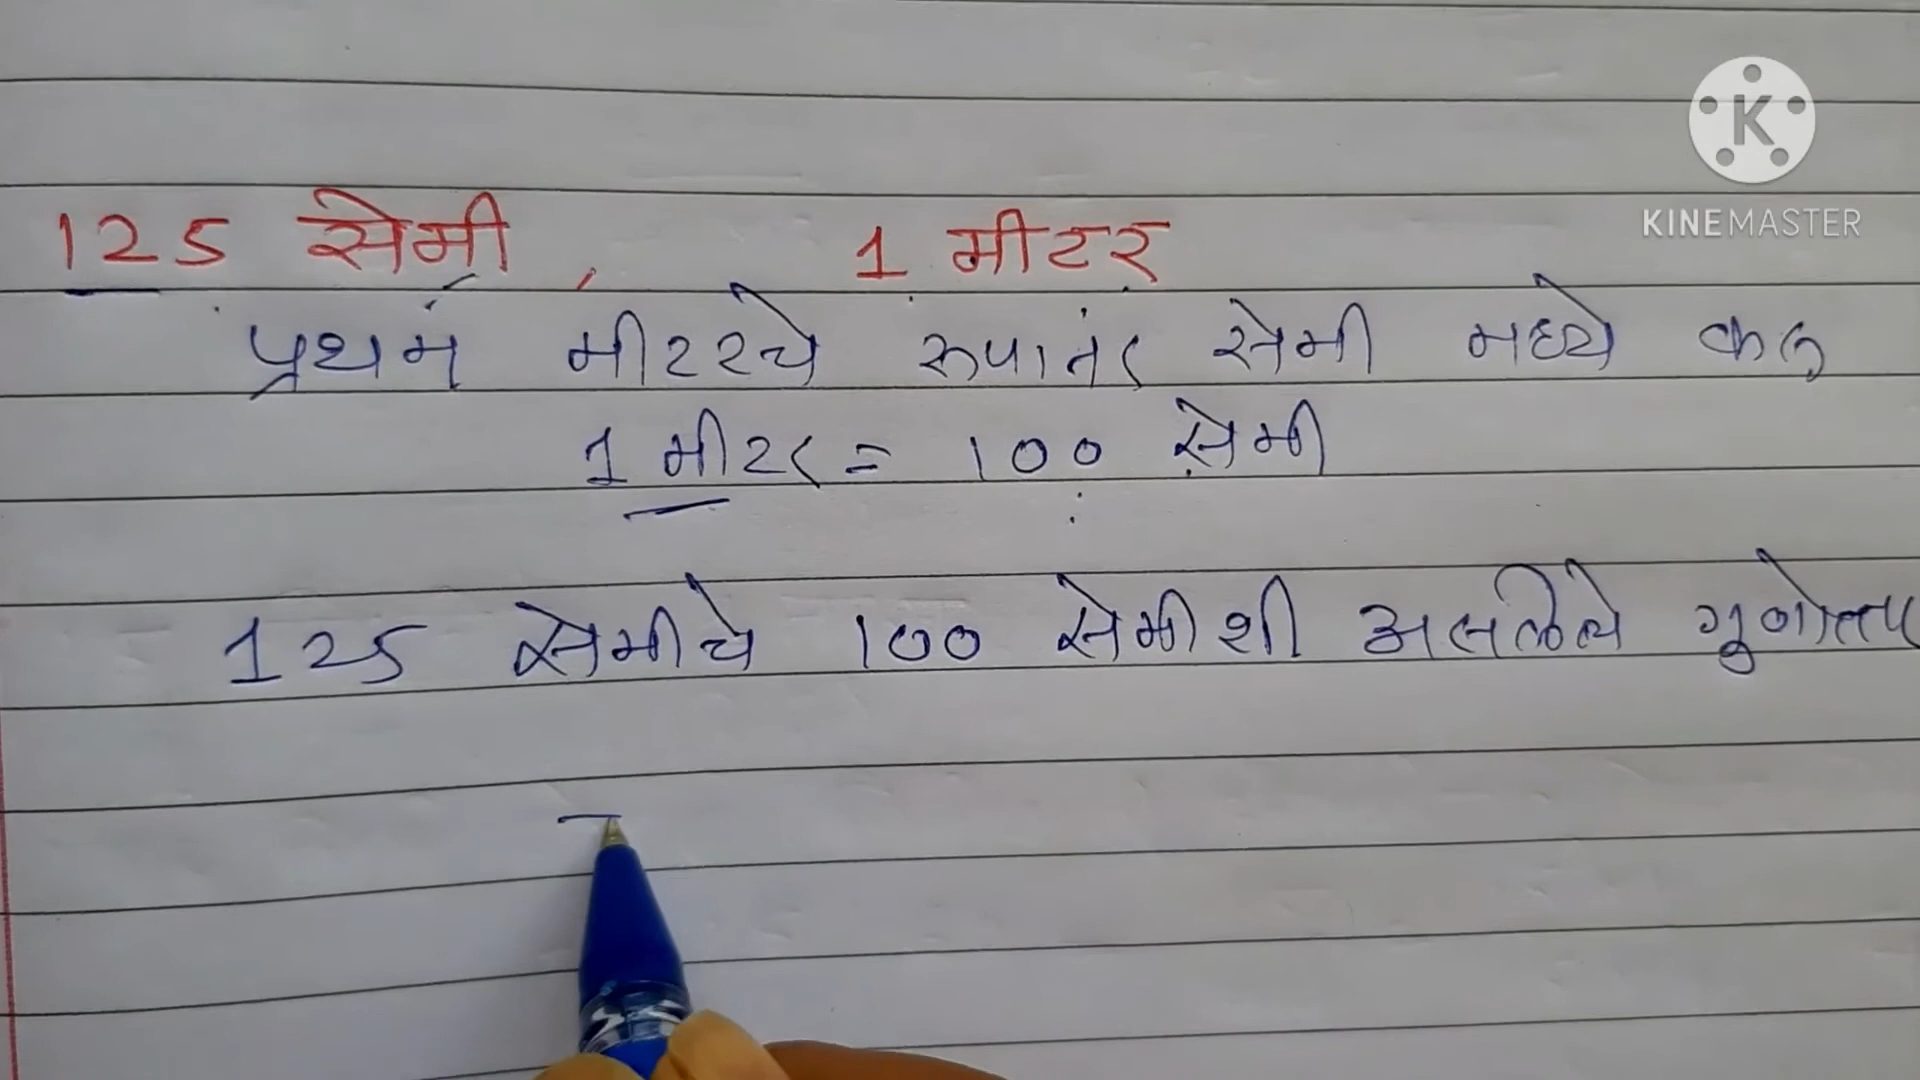 KINEMASTER
125 सेमी, 1 मीटर
प्रथम मीटरचे रूपांतर सेमी मध्ये करू
1 मीटर = 100 सेमी
125 सेमीचे 100 सेमीशी असलेले गुणोत्तर